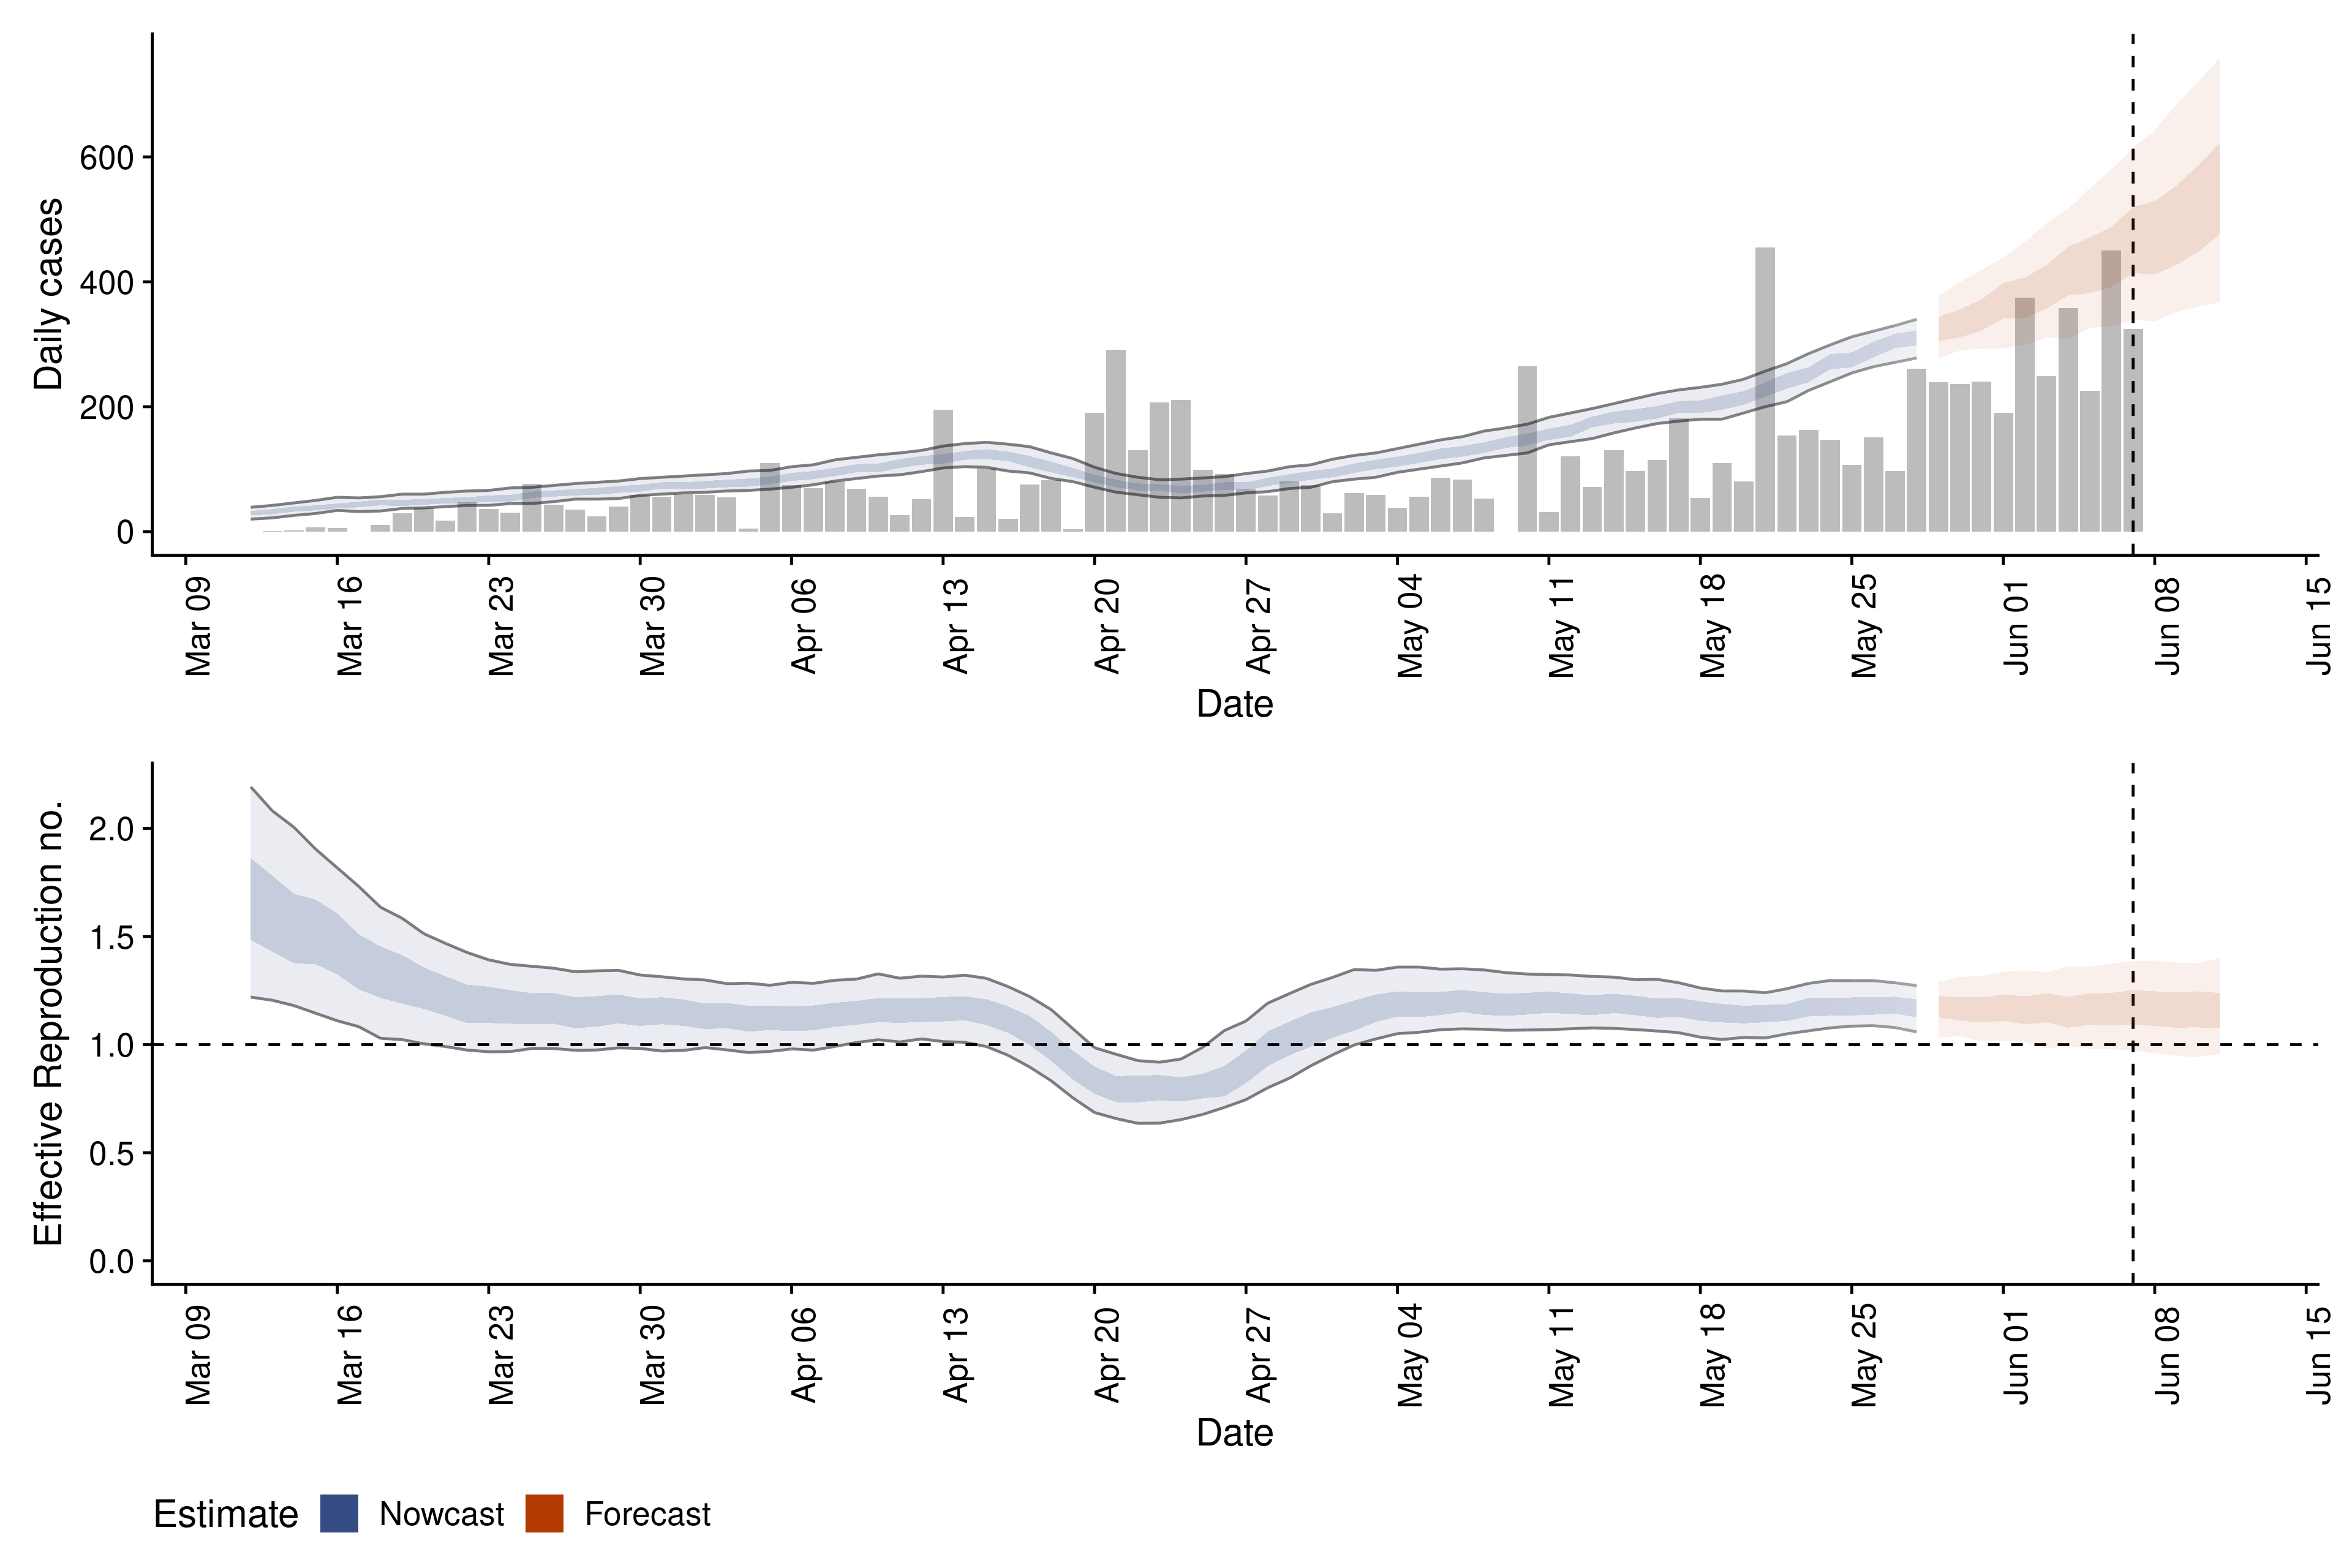 Daily cases
600
400
200
0
Mar 09 Mar 16 Mar 23 Mar 30 Apr 06 Apr 13 Apr 20 Apr 27 May 04 May 11 May 18 May 25 Jun 01 Jun 08 Jun 15
Date
Effective Reproduction no.
2.0
1.5
1.0
0.5
0.0
Mar 09 Mar 16 Mar 23 Mar 30 Apr 06 Apr 13 Apr 20 Apr 27 May 04 May 11 May 18 May 25 Jun 01 Jun 08 Jun 15
Date
Estimate Nowcast Forecast